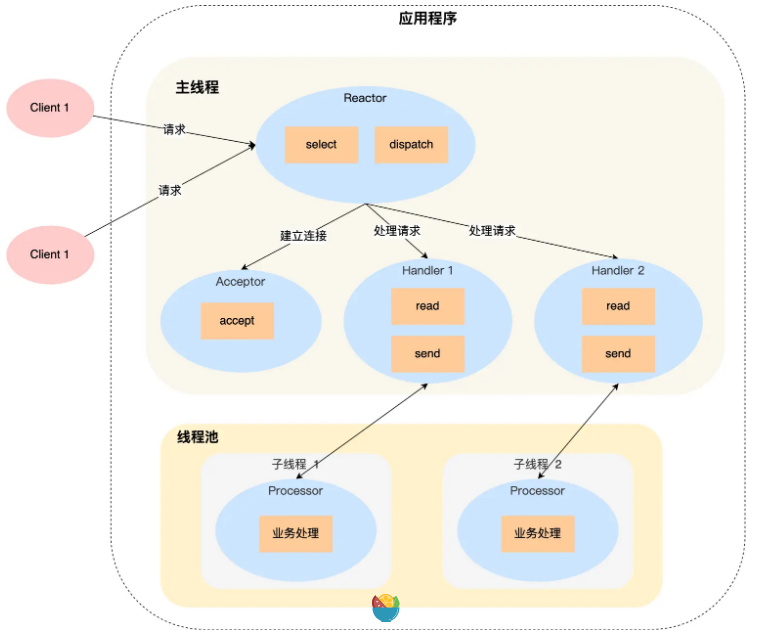 应用程序
主线程
Client 1
Reactor
select
dispatch
请求
请求
Client 1
建立连接
处理请求
处理请求
Acceptor
accept
Handler 1
read
send
Handler 2
read
send
线程池
子线程 1
Processor
业务处理
子线程 2
Processor
业务处理